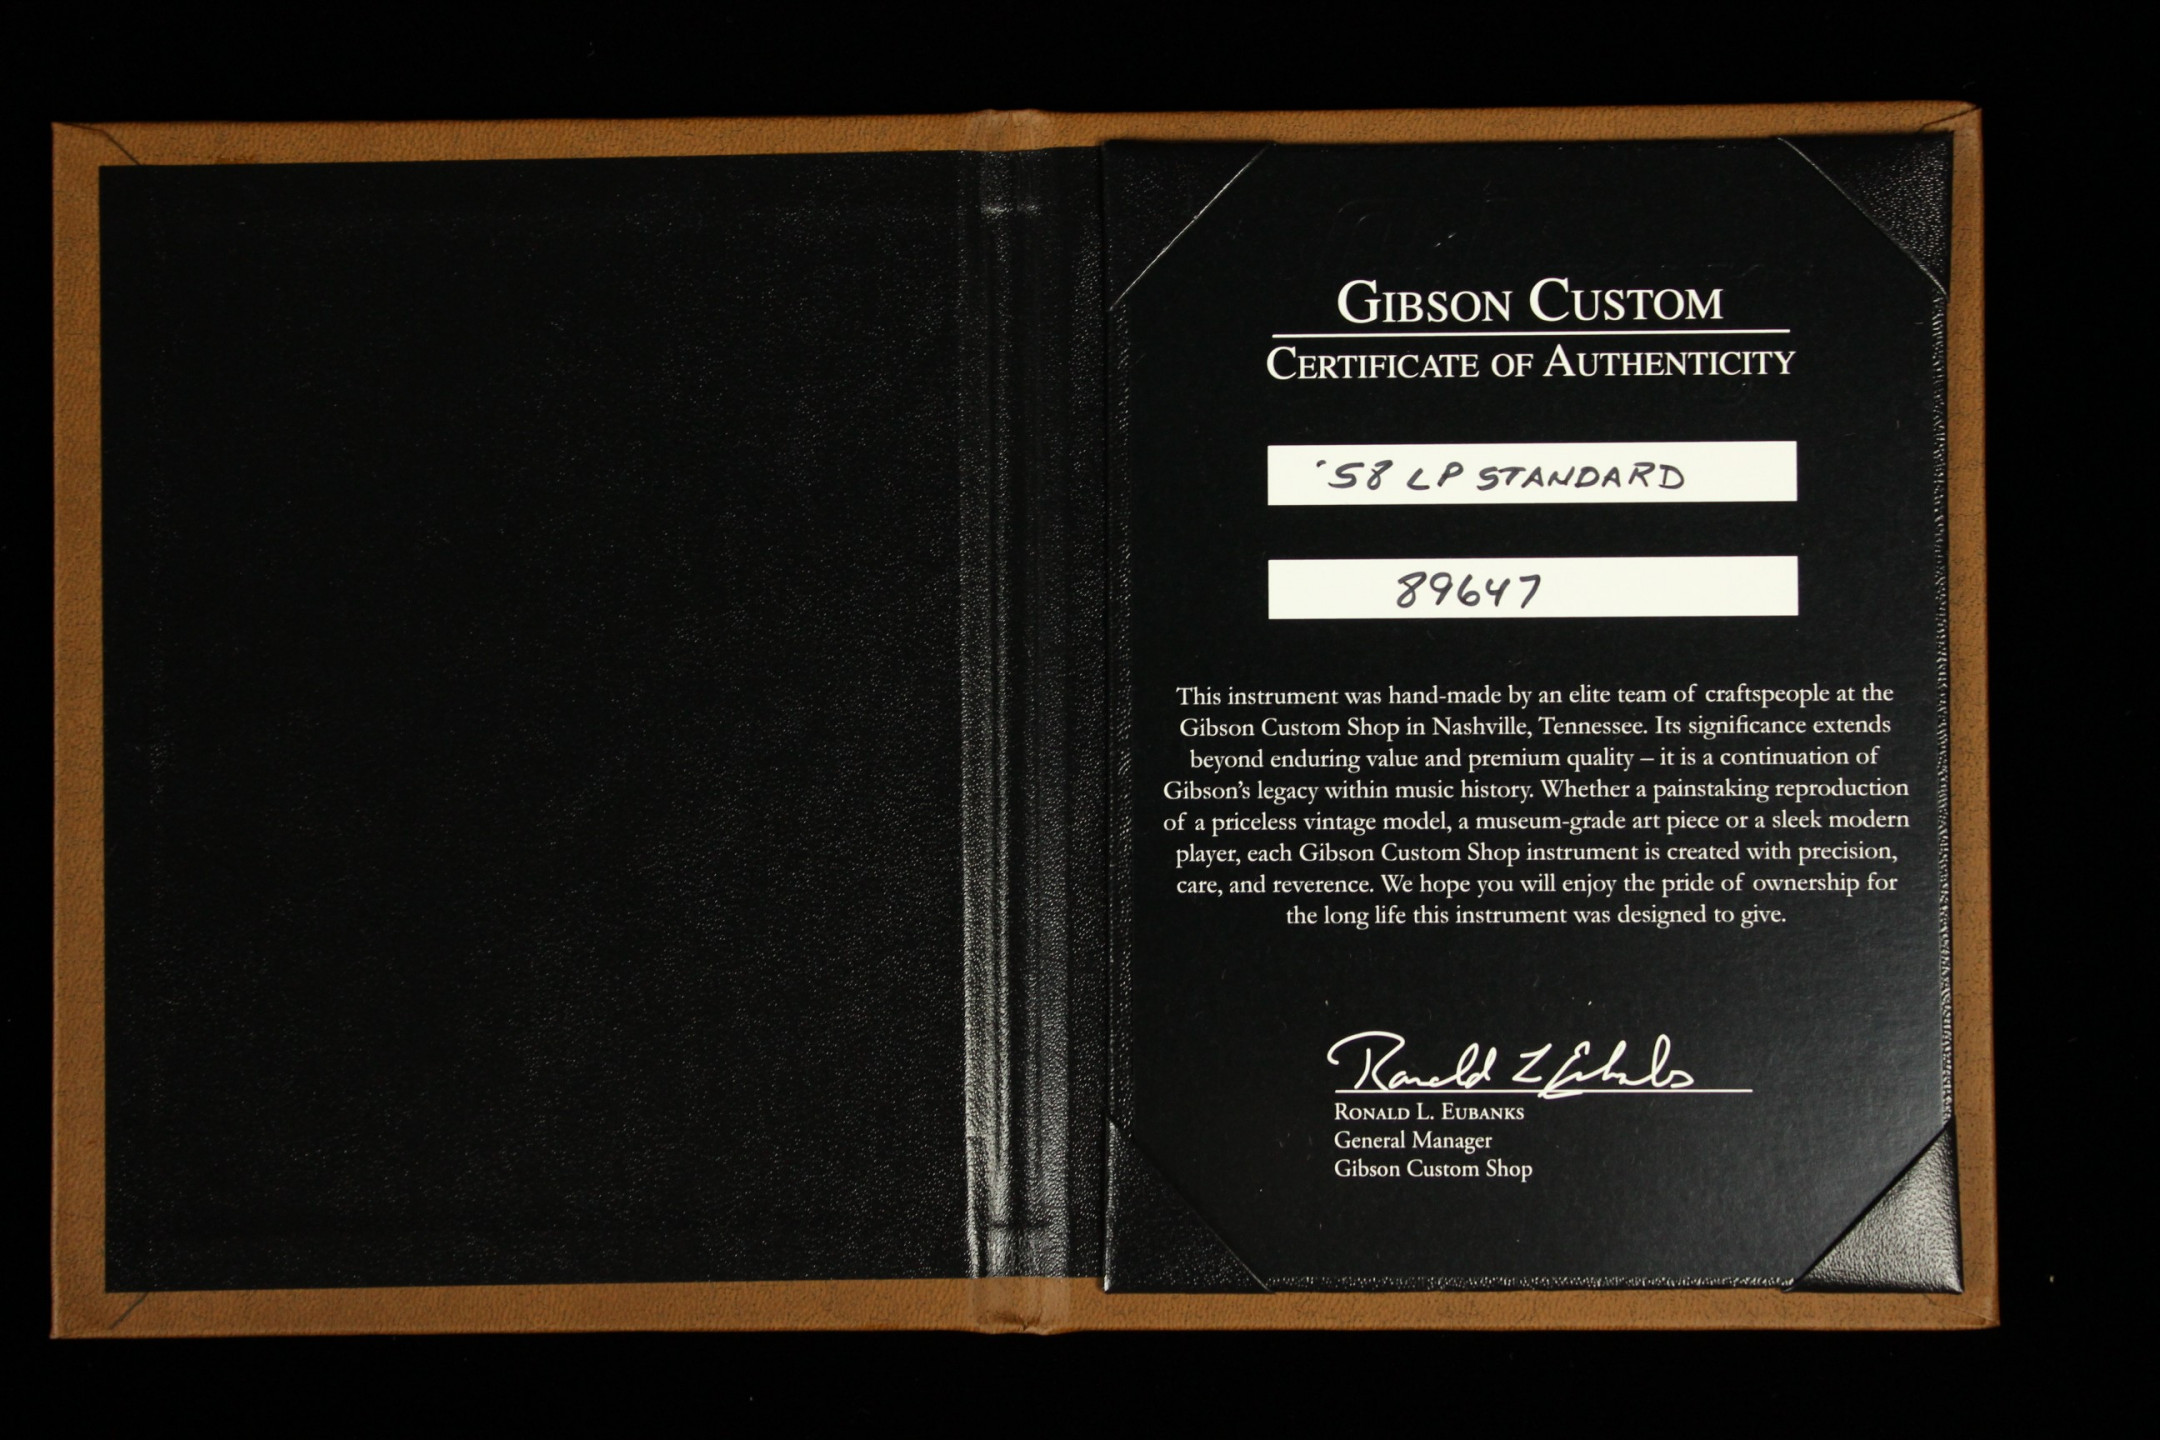 GIBSON CUSTOM
CERTIFICATE OF AUTHENTICITY
'58 LP STANDARD
89647
This instrument was hand-made by an elite team of craftspeople at the
Gibson Custom Shop in Nashville, Tennessee. Its significance extends
beyond enduring value and premium quality – it is a continuation of
Gibson's legacy within music history. Whether a painstaking reproduction
of a priceless vintage model, a museum-grade art piece or a sleek modern
player, each Gibson Custom Shop instrument is created with precision,
care, and reverence. We hope you will enjoy the pride of ownership for
the long life this instrument was designed to give.
Ronald L Eubanks
RONALD L. EUBANKS
General Manager
Gibson Custom Shop